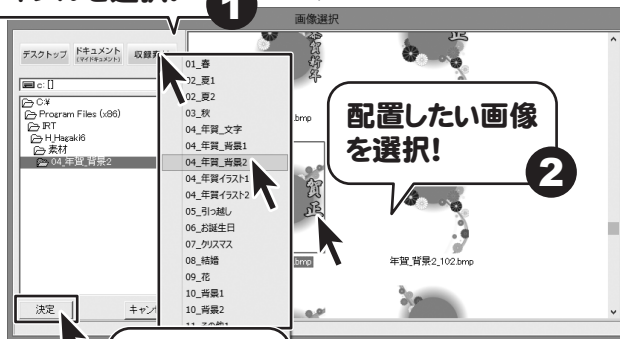 1
画像選択
デスクトップ
ドキュメント
(マイドキュメント)
c: []
C:¥
Program Files (x86)
IRT
H_Hagaki6
素材
04_年賀_背景2
01_春
02_夏1
02_夏2
03_秋
04_年賀_文字
04_年賀_背景1
04_年賀_背景2
04_年賀イラスト1
04_年賀イラスト2
05_引っ越し
06_お誕生日
07_クリスマス
08_結婚
09_花
10_背景1
10_背景2
配置したい画像
を選択!
2
年賀_背景2_102.bmp
決定